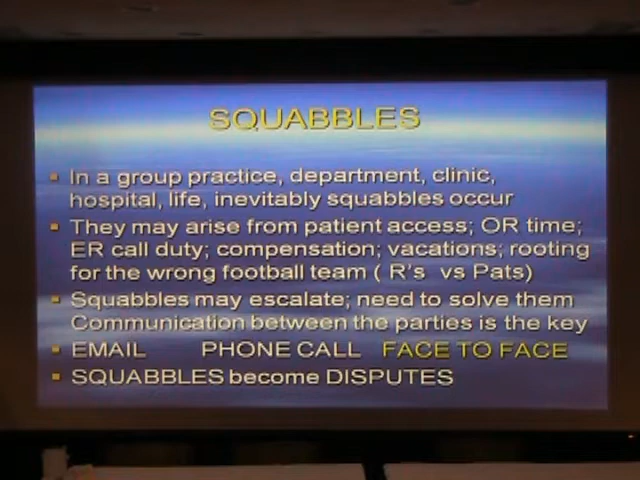 SQUABBLES
▪ In a group practice, department, clinic,
hospital, life, inevitably squabbles occur
▪ They may arise from patient access; OR time;
ER call duty; compensation; vacations; rooting
for the wrong football team ( R's vs Pats)
▪ Squabbles may escalate; need to solve them
Communication between the parties is the key
▪ EMAIL PHONE CALL FACE TO FACE
▪ SQUABBLES become DISPUTES